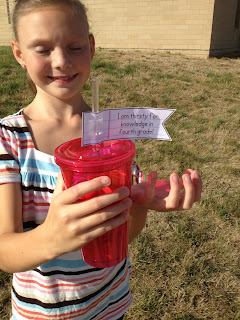 I am thirsty for
knowledge in
fourth grade!